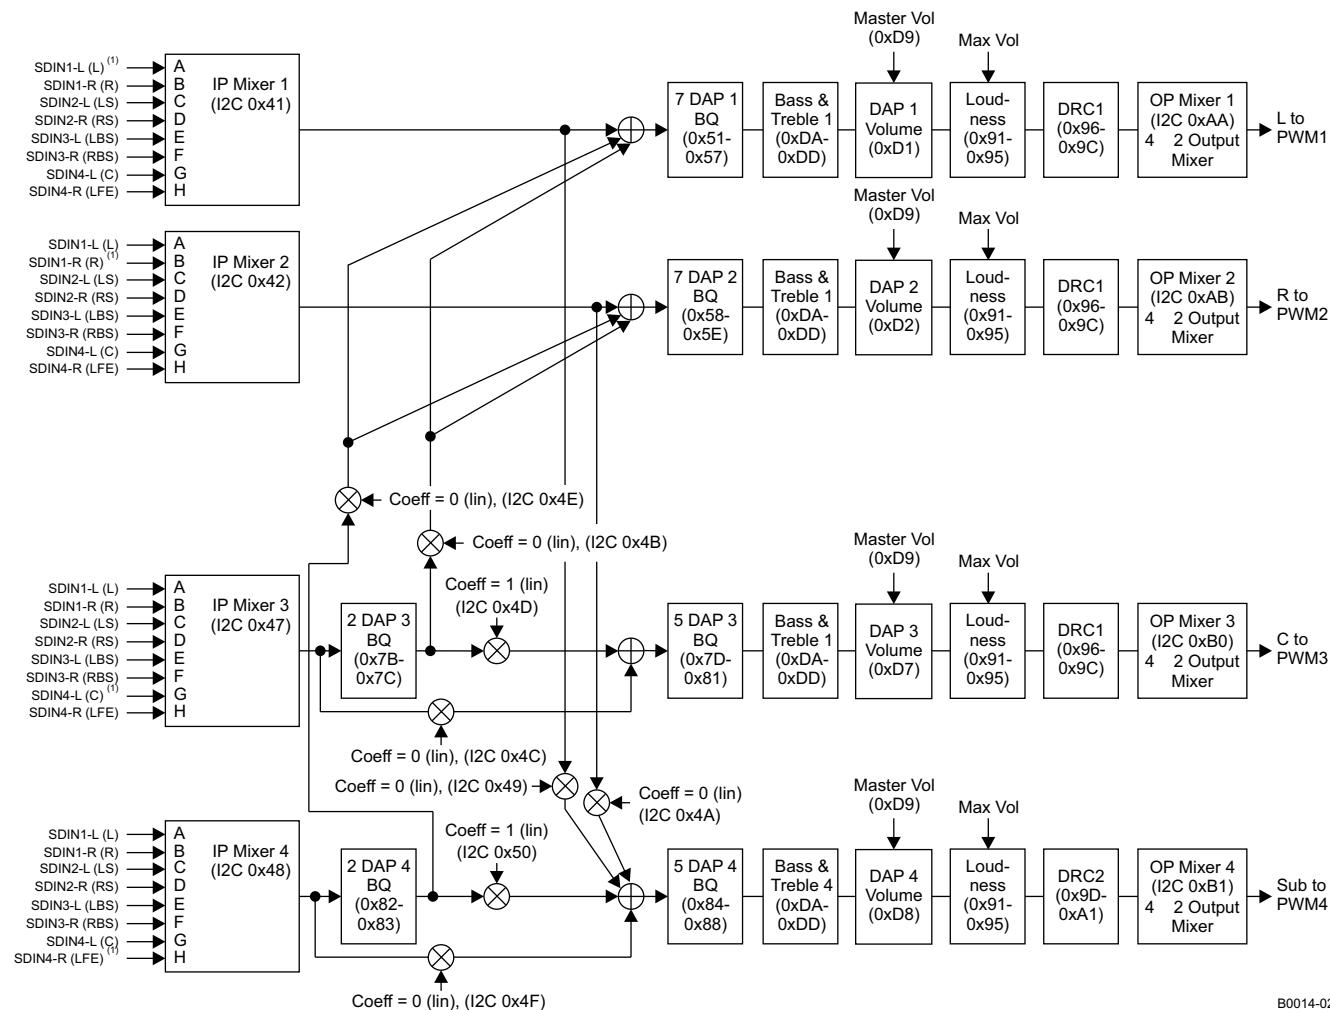 Master Vol
(0xD9)
Max Vol
SDIN1-L (L) (1)
SDIN1-R (R)
SDIN2-L (LS)
SDIN2-R (RS)
SDIN3-L (LBS)
SDIN3-R (RBS)
SDIN4-L (C)
SDIN4-R (LFE)
A
B
C
D
E
F
G
H
IP Mixer 1
(I2C 0x41)
7 DAP 1
BQ
(0x51-
0x57)
Bass &
Treble 1
(0xDA-
0xDD)
DAP 1
Volume
(0xD1)
Loud-
ness
(0x91-
0x95)
DRC1
(0x96-
0x9C)
OP Mixer 1
(I2C 0xAA)
4 2 Output
Mixer
L to
PWM1
Master Vol
(0xD9)
Max Vol
SDIN1-L (L)
SDIN1-R (R) (1)
SDIN2-L (LS)
SDIN2-R (RS)
SDIN3-L (LBS)
SDIN3-R (RBS)
SDIN4-L (C)
SDIN4-R (LFE)
A
B
C
D
E
F
G
H
IP Mixer 2
(I2C 0x42)
7 DAP 2
BQ
(0x58-
0x5E)
Bass &
Treble 1
(0xDA-
0xDD)
DAP 2
Volume
(0xD2)
Loud-
ness
(0x91-
0x95)
DRC1
(0x96-
0x9C)
OP Mixer 2
(I2C 0xAB)
4 2 Output
Mixer
R to
PWM2
Coeff = 0 (lin), (I2C 0x4E)
Coeff = 0 (lin), (I2C 0x4B)
Coeff = 1 (lin)
(I2C 0x4D)
Master Vol
(0xD9)
Max Vol
SDIN1-L (L)
SDIN1-R (R)
SDIN2-L (LS)
SDIN2-R (RS)
SDIN3-L (LBS)
SDIN3-R (RBS)
SDIN4-L (C) (1)
SDIN4-R (LFE)
A
B
C
D
E
F
G
H
IP Mixer 3
(I2C 0x47)
2 DAP 3
BQ
(0x7B-
0x7C)
5 DAP 3
BQ
(0x7D-
0x81)
Bass &
Treble 1
(0xDA-
0xDD)
DAP 3
Volume
(0xD7)
Loud-
ness
(0x91-
0x95)
DRC1
(0x96-
0x9C)
OP Mixer 3
(I2C 0xB0)
4 2 Output
Mixer
C to
PWM3
Coeff = 0 (lin), (I2C 0x4C)
Coeff = 0 (lin), (I2C 0x49)
Coeff = 0 (lin)
(I2C 0x4A)
Coeff = 1 (lin)
(I2C 0x50)
Master Vol
(0xD9)
Max Vol
SDIN1-L (L)
SDIN1-R (R)
SDIN2-L (LS)
SDIN2-R (RS)
SDIN3-L (LBS)
SDIN3-R (RBS)
SDIN4-L (C)
SDIN4-R (LFE) (1)
A
B
C
D
E
F
G
H
IP Mixer 4
(I2C 0x48)
2 DAP 4
BQ
(0x82-
0x83)
5 DAP 4
BQ
(0x84-
0x88)
Bass &
Treble 4
(0xDA-
0xDD)
DAP 4
Volume
(0xD8)
Loud-
ness
(0x91-
0x95)
DRC2
(0x9D-
0xA1)
OP Mixer 4
(I2C 0xB1)
4 2 Output
Mixer
Sub to
PWM4
Coeff = 0 (lin), (I2C 0x4F)
B0014-02